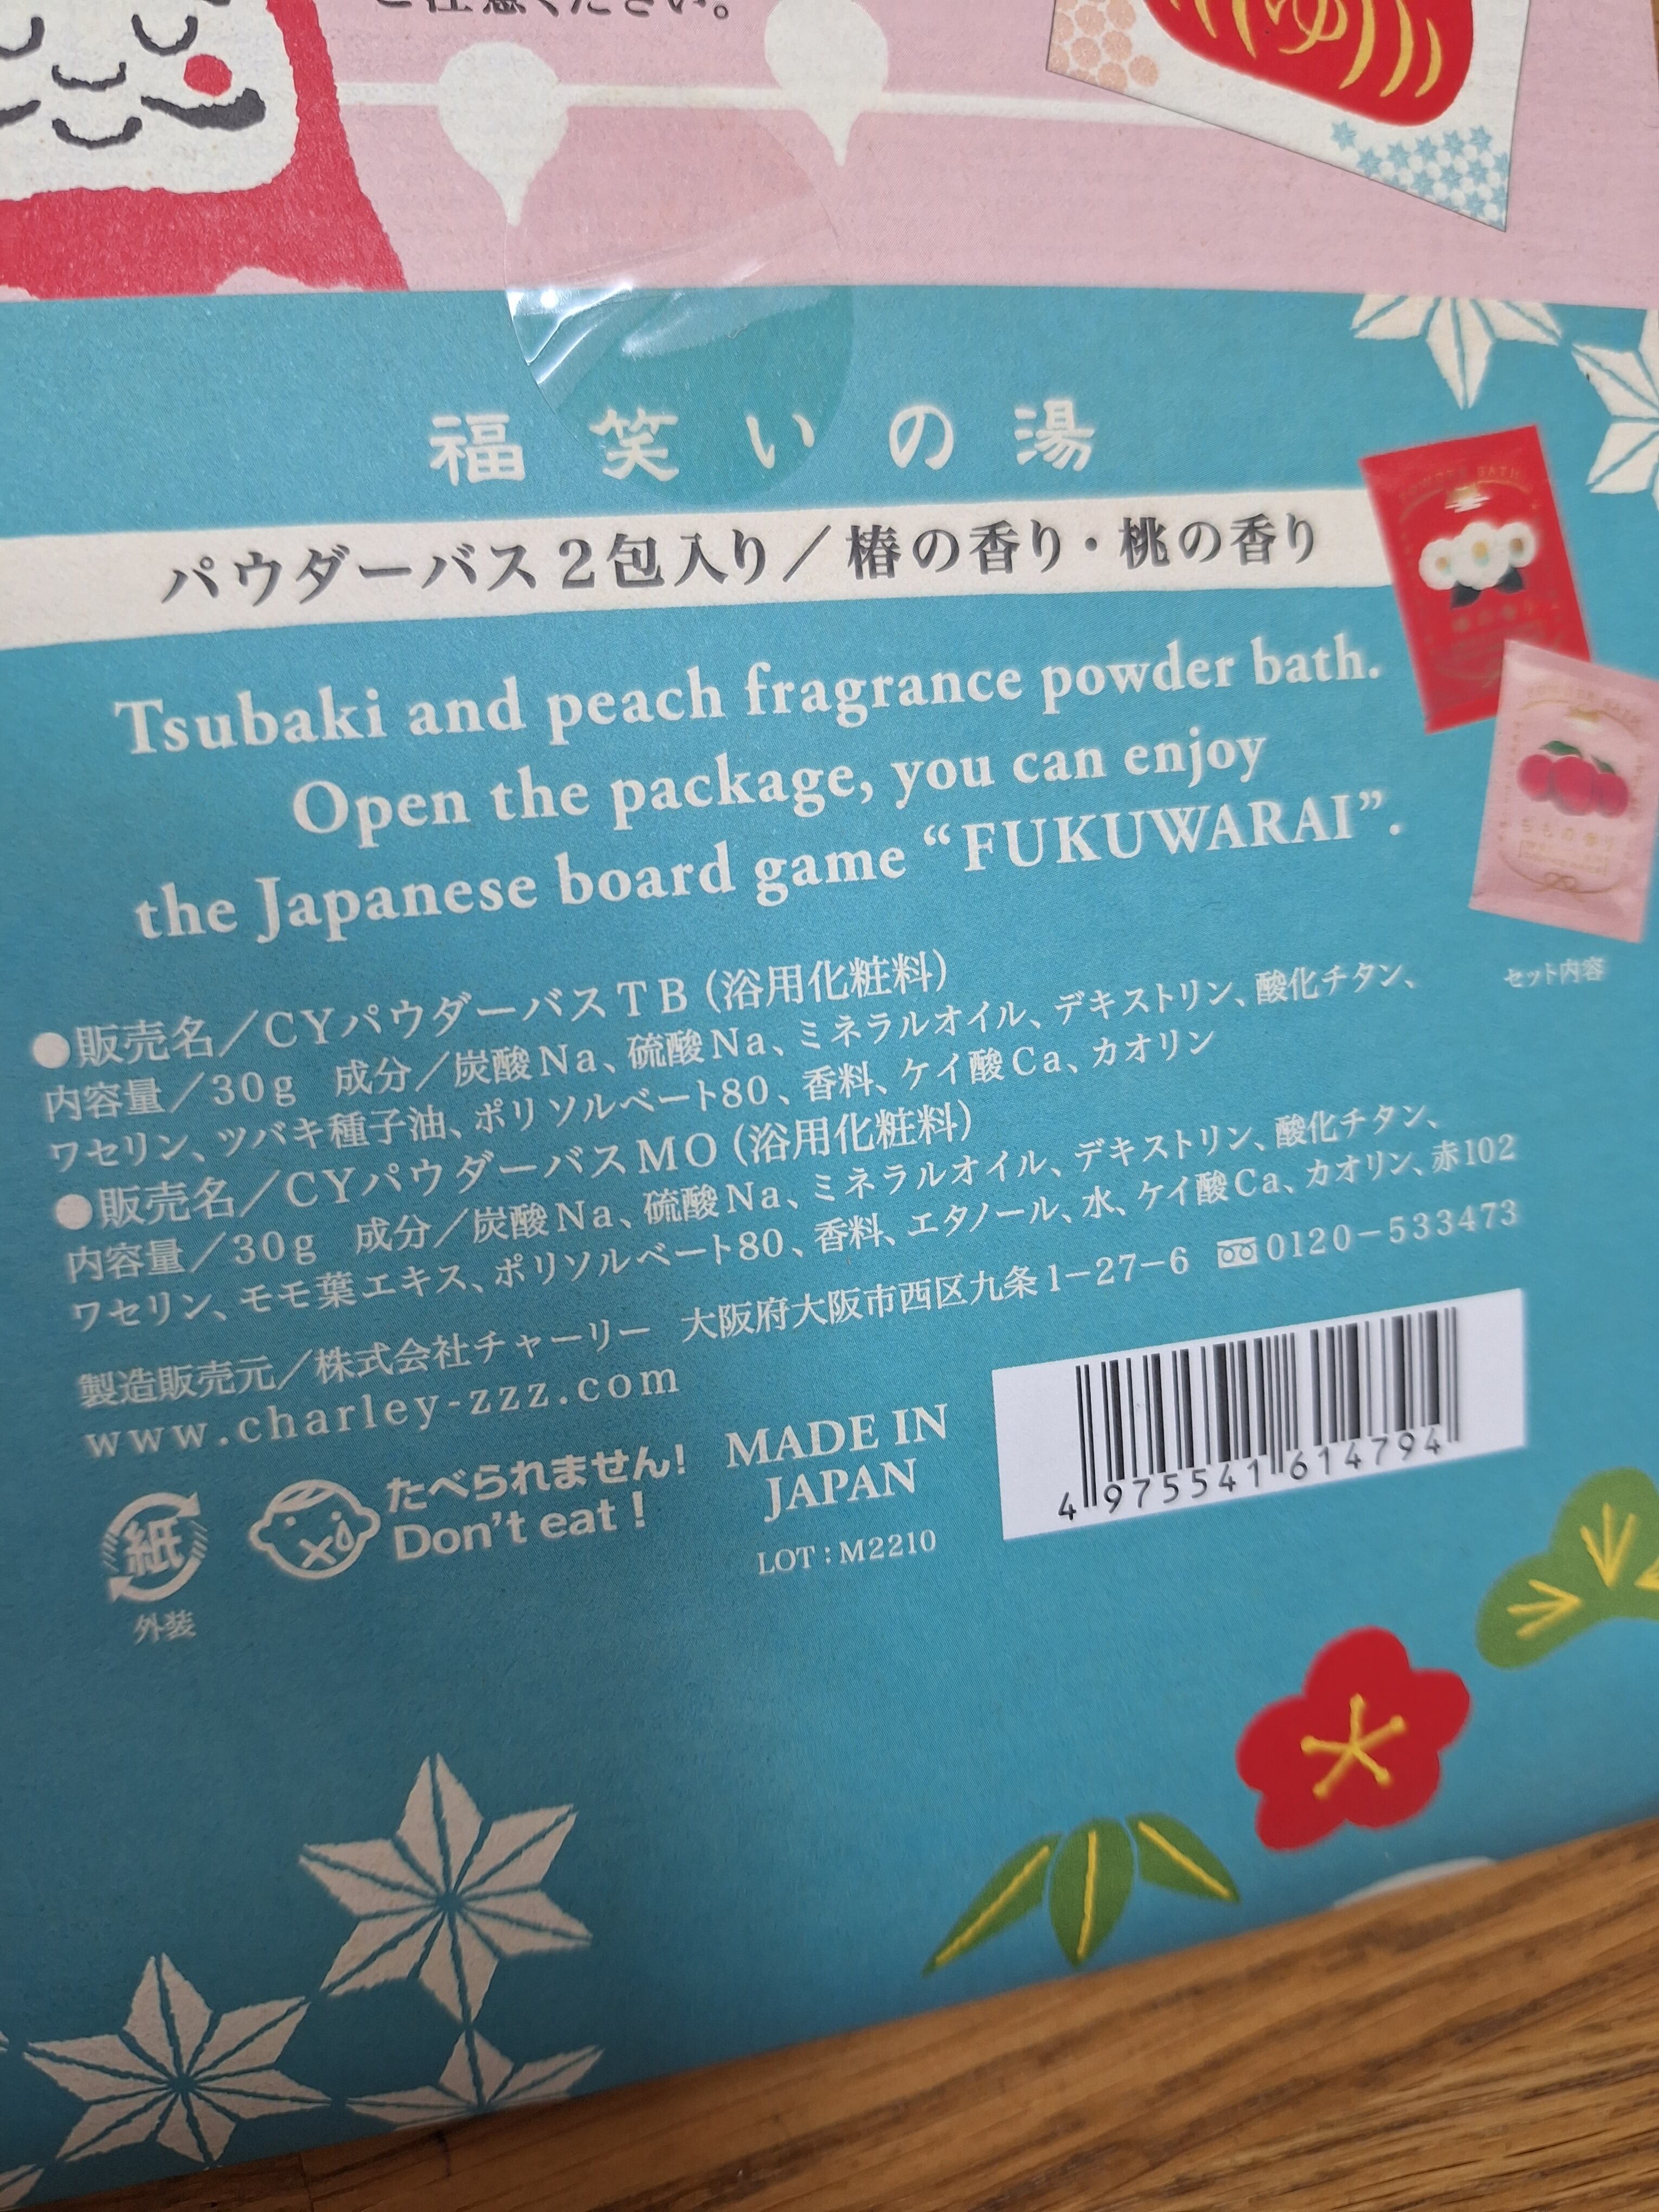 ご注意ください。
ゆ
福笑いの湯
パウダーバス2包入り／椿の香り・桃の香り
Tsubaki and peach fragrance powder bath.
Open the package, you can enjoy
the Japanese board game “FUKUWARAI”.
セット内容
●販売名／CYパウダーバスTB（浴用化粧料）
内容量／30g 成分／炭酸Na、硫酸Na、ミネラルオイル、デキストリン、酸化チタン、
ワセリン、ツバキ種子油、ポリソルベート80、香料、ケイ酸Ca、カオリン
●販売名／CYパウダーバスMO（浴用化粧料）
内容量／30g 成分／炭酸Na、硫酸Na、ミネラルオイル、デキストリン、酸化チタン、
ワセリン、モモ葉エキス、ポリソルベート80、香料、エタノール、水、ケイ酸Ca、カオリン、赤102
製造販売元／株式会社チャーリー 大阪府大阪市西区九条1-27-6 0120-533473
www.charley-zzz.com
紙
外装
たべられません!
Don't eat!
MADE IN
JAPAN
LOT:M2210
4975541614794